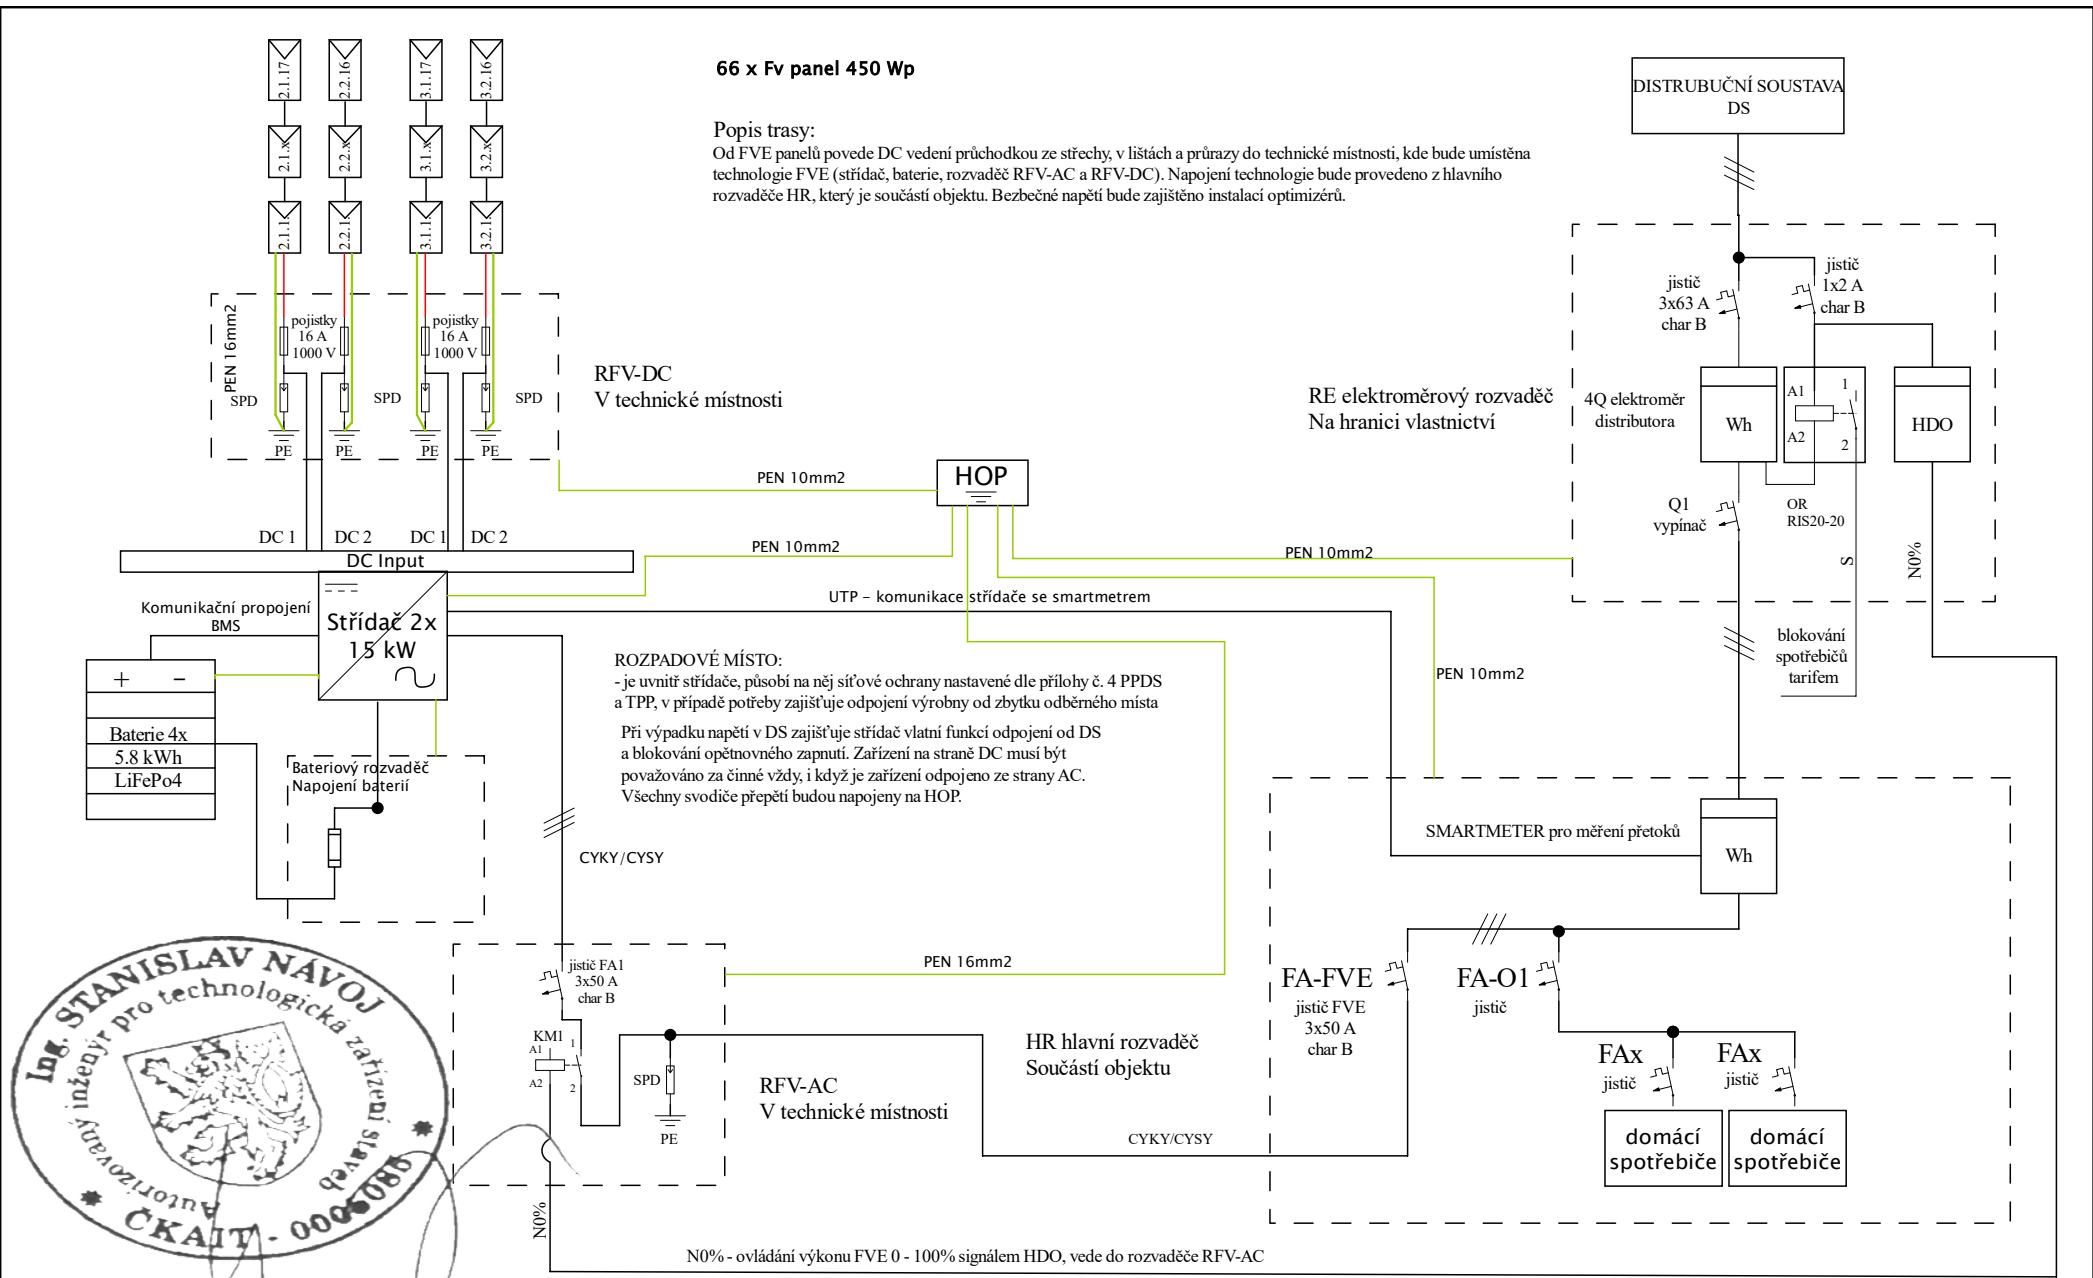 66 x Fv panel 450 Wp
Popis trasy:
Od FVE panelů povede DC vedení průchodkou ze střechy, v lištách a průrazy do technické místnosti, kde bude umístěna
technologie FVE (střídač, baterie, rozvaděč RFV-AC a RFV-DC). Napojení technologie bude provedeno z hlavního
rozvaděče HR, který je součástí objektu. Bezbečné napětí bude zajištěno instalací optimizérů.
2.1.17
2.2.16
3.1.17
3.2.16
2.1.x
2.2.x
3.1.x
3.2.x
2.1.1.
2.2.1.
3.1.1.
3.2.1.
PEN 16mm2
pojistky
16 A
1000 V
pojistky
16 A
1000 V
SPD
SPD
SPD
PE
PE
PE
PE
RFV-DC
V technické místnosti
DC 1
DC 2
DC 1
DC 2
DC Input
Střídač 2x
15 kW
Komunikační propojení
BMS
+
−
Baterie 4x
5.8 kWh
LiFePo4
Bateriový rozvaděč
Napojení baterií
HOP
PEN 10mm2
PEN 10mm2
PEN 10mm2
PEN 10mm2
UTP - komunikace střídače se smartmetrem
ROZPADOVÉ MÍSTO:
- je uvnitř střídače, působí na něj síťové ochrany nastavené dle přílohy č. 4 PPDS
a TPP, v případě potřeby zajišťuje odpojení výrobny od zbytku odběrného místa
Při výpadku napětí v DS zajišťuje střídač vlatní funkcí odpojení od DS
a blokování opětnovného zapnutí. Zařízení na straně DC musí být
považováno za činné vždy, i když je zařízení odpojeno ze strany AC.
Všechny svodiče přepětí budou napojeny na HOP.
DISTRUBUČNÍ SOUSTAVA
DS
jistič
3x63 A
char B
jistič
1x2 A
char B
RE elektroměrový rozvaděč
Na hranici vlastnictví
4Q elektroměr
distributora
Wh
A1
A2
1
2
HDO
Q1
vypínač
OR
RIS20-20
S
N0%
blokování
spotřebičů
tarifem
SMARTMETER pro měření přetoků
Wh
CYKY/CYSY
PEN 16mm2
jistič FA1
3x50 A
char B
KM1
A1
A2
1
2
SPD
PE
RFV-AC
V technické místnosti
HR hlavní rozvaděč
Součástí objektu
CYKY/CYSY
FA-FVE
jistič FVE
3x50 A
char B
FA-O1
jistič
FAx
jistič
FAx
jistič
domácí
spotřebiče
domácí
spotřebiče
N0%
N0% - ovládání výkonu FVE 0 - 100% signálem HDO, vede do rozvaděče RFV-AC
Ing. STANISLAV NÁVOJ
Autorizovaný inženýr pro technologická zařízení staveb
ČKAIT -